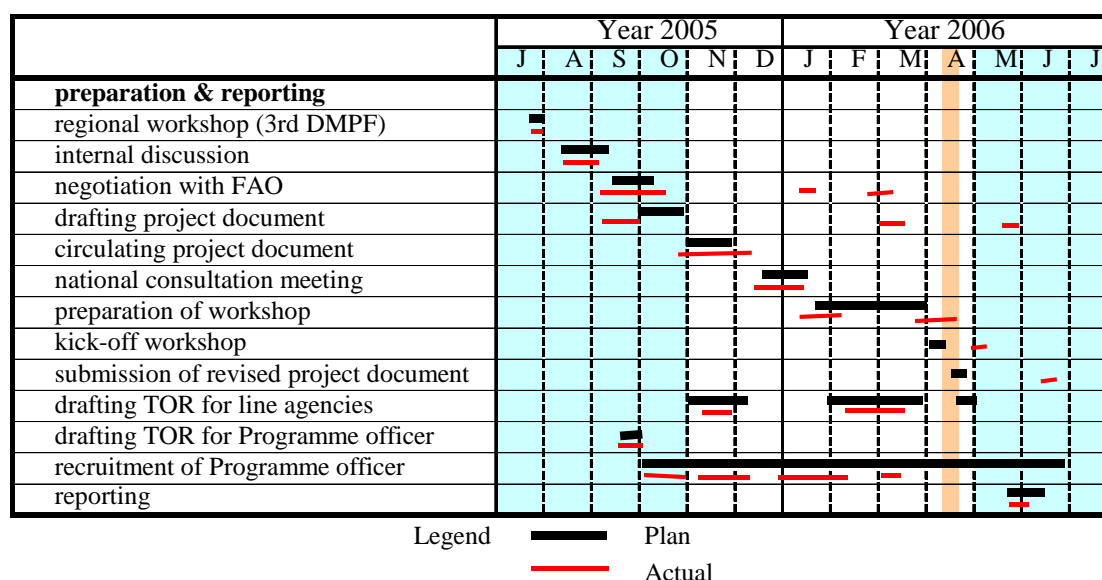 Year 2005 Year 2006
J A S O N D J F M A M J J
preparation & reporting
regional workshop (3rd DMPF)
internal discussion
negotiation with FAO
drafting project document
circulating project document
national consultation meeting
preparation of workshop
kick-off workshop
submission of revised project document
drafting TOR for line agencies
drafting TOR for Programme officer
recruitment of Programme officer
reporting
Legend Plan
Actual